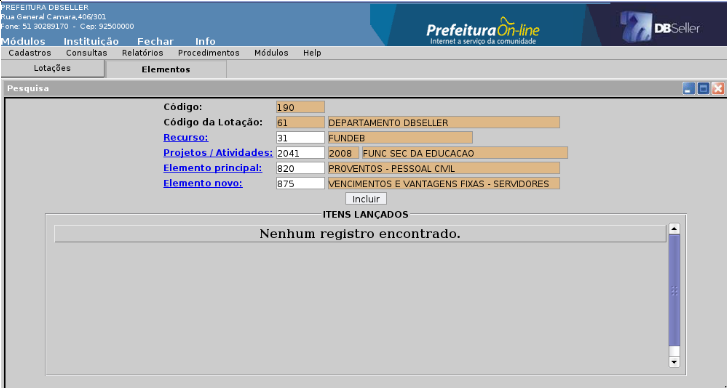 PREFEITURA DBSELLER
Rua General Camara,406/301
Fone: 51 30289170 - Cep: 92500000
Módulos Instituição Fechar Info
Prefeitura On-line
Internet a serviço da comunidade
DBSeller
Cadastros Consultas Relatórios Procedimentos Módulos Help
Lotações Elementos
Pesquisa
Código: 190
Código da Lotação: 61 DEPARTAMENTO DBSELLER
Recurso: 31 FUNDEB
Projetos / Atividades: 2041 2008 FUNC SEC DA EDUCACAO
Elemento principal: 820 PROVENTOS - PESSOAL CIVIL
Elemento novo: 875 VENCIMENTOS E VANTAGENS FIXAS - SERVIDORES
Incluir
ITENS LANÇADOS
Nenhum registro encontrado.